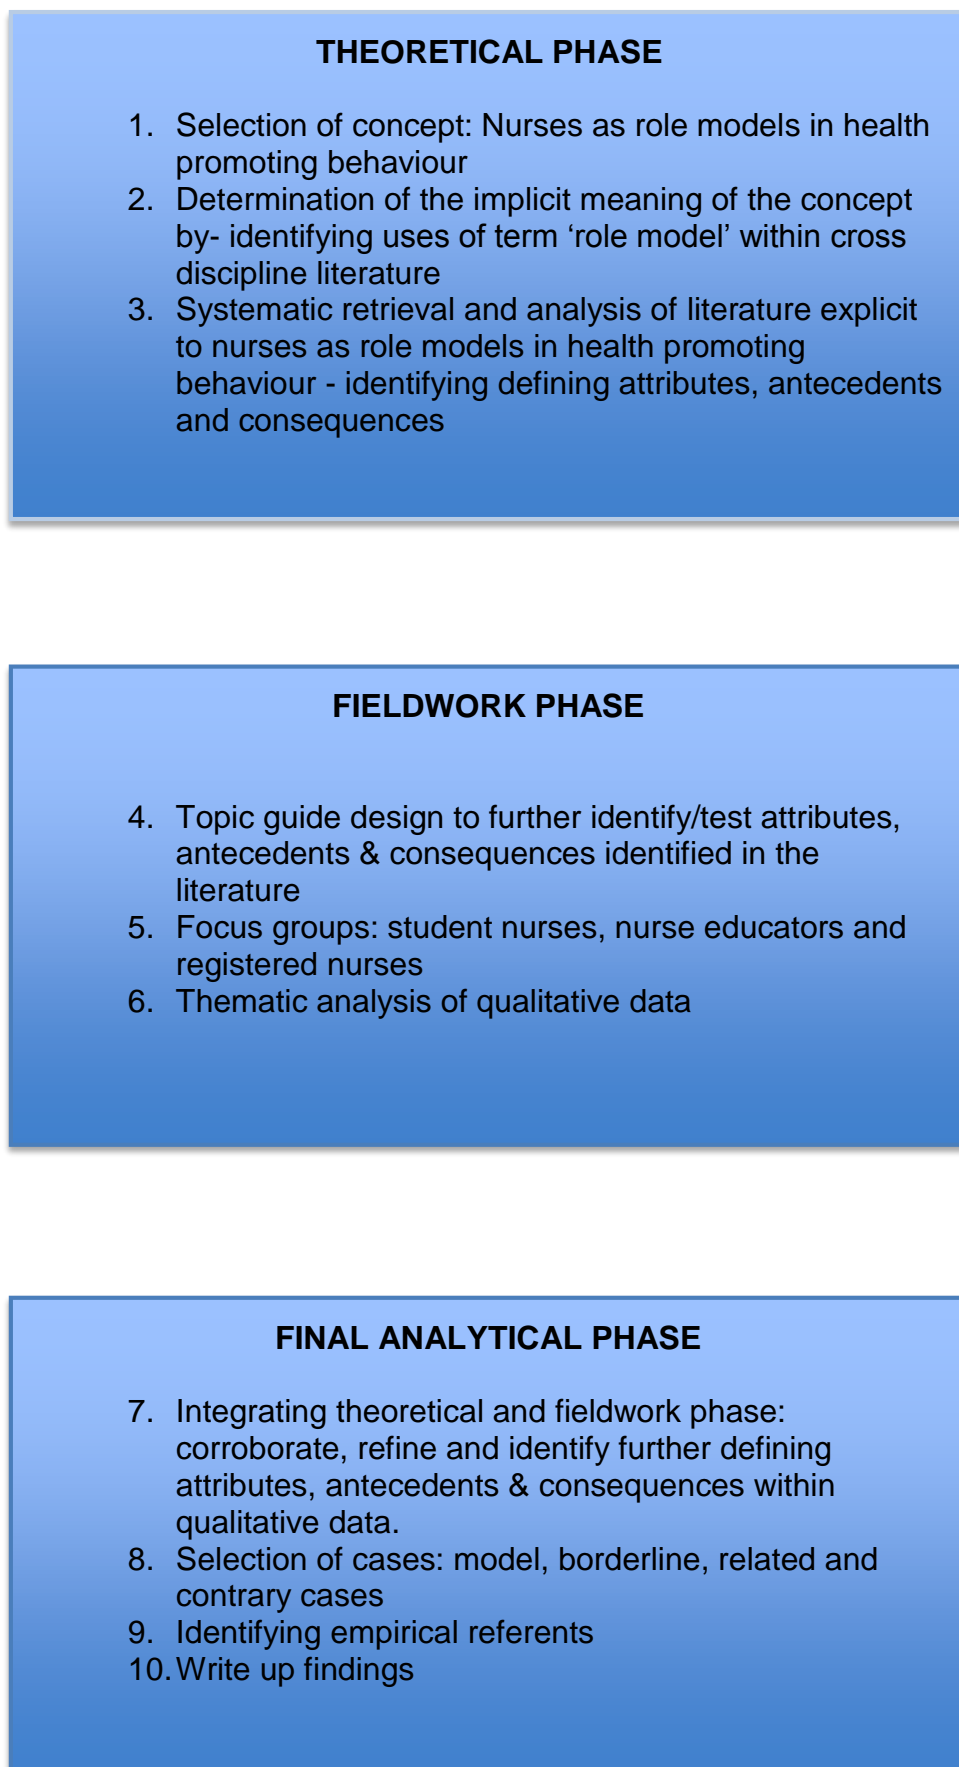 THEORETICAL PHASE
1. Selection of concept: Nurses as role models in health
promoting behaviour
2. Determination of the implicit meaning of the concept
by- identifying uses of term ‘role model’ within cross
discipline literature
3. Systematic retrieval and analysis of literature explicit
to nurses as role models in health promoting
behaviour - identifying defining attributes, antecedents
and consequences
FIELDWORK PHASE
4. Topic guide design to further identify/test attributes,
antecedents & consequences identified in the
literature
5. Focus groups: student nurses, nurse educators and
registered nurses
6. Thematic analysis of qualitative data
FINAL ANALYTICAL PHASE
7. Integrating theoretical and fieldwork phase:
corroborate, refine and identify further defining
attributes, antecedents & consequences within
qualitative data.
8. Selection of cases: model, borderline, related and
contrary cases
9. Identifying empirical referents
10. Write up findings